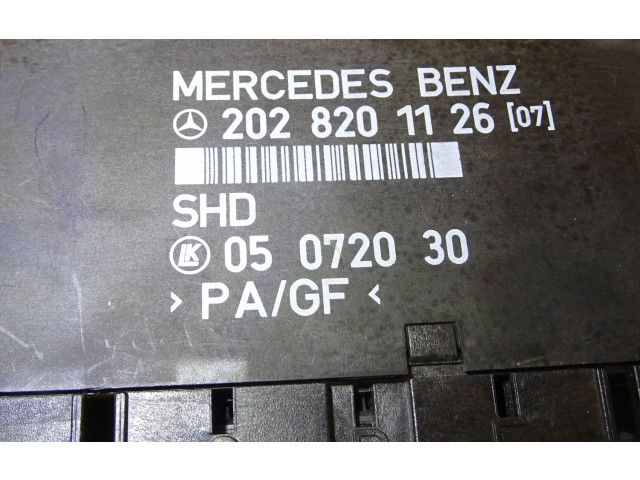 MERCEDES BENZ
202 820 11 26 [07]
SHD
LK 05 0720 30
> PA/GF <